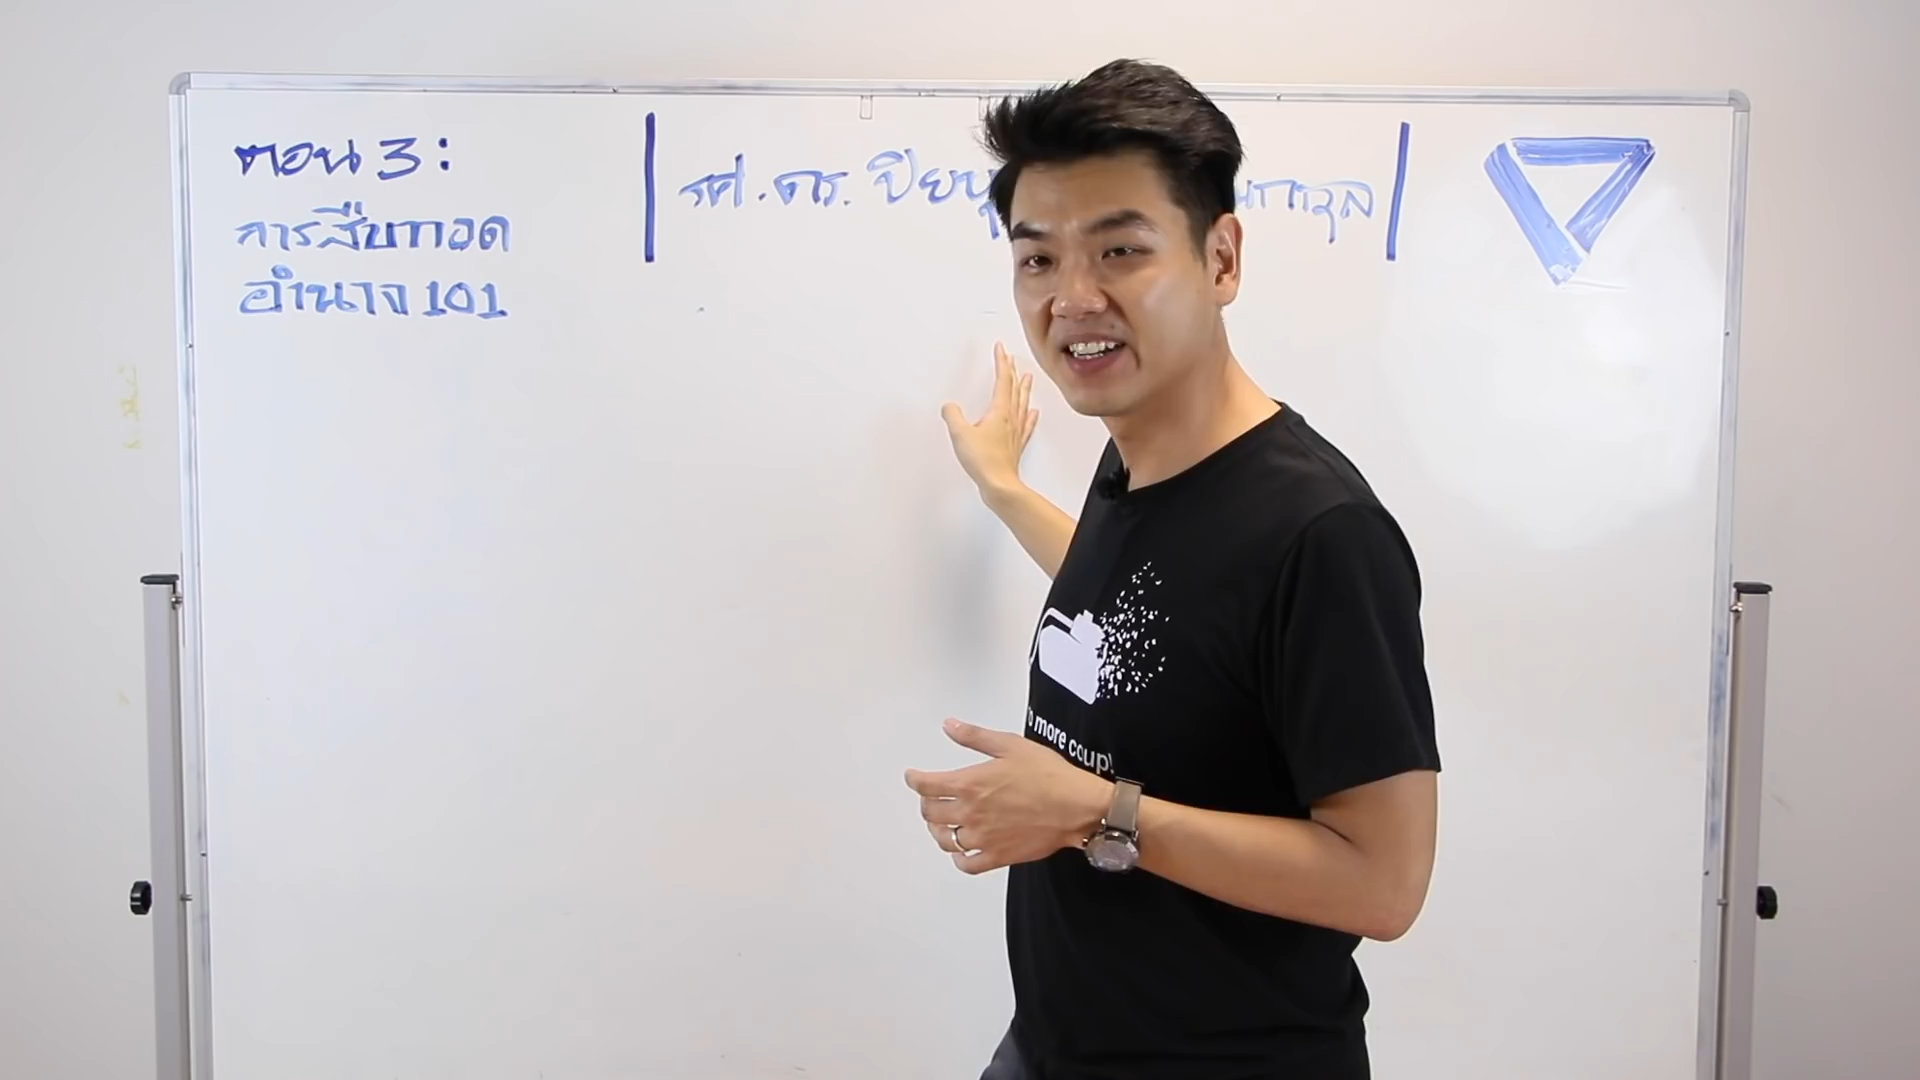 ตอน 3:
การสืบทอด
อำนาจ 101
รศ.ดร.
more coup!